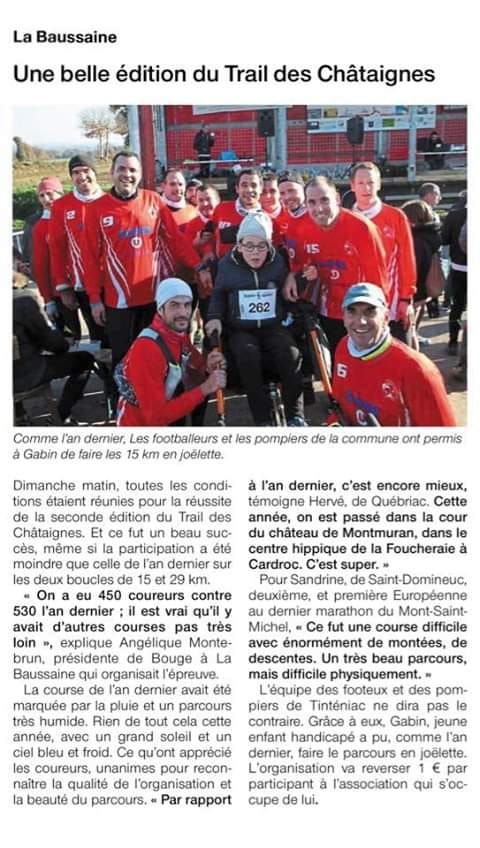 La Baussaine
Une belle édition du Trail des Châtaignes
262
2
9
15
5
Comme l'an dernier, Les footballeurs et les pompiers de la commune ont permis
à Gabin de faire les 15 km en joëlette.
Dimanche matin, toutes les condi-
tions étaient réunies pour la réussite
de la seconde édition du Trail des
Châtaignes. Et ce fut un beau suc-
cès, même si la participation a été
moindre que celle de l'an dernier sur
les deux boucles de 15 et 29 km.
« On a eu 450 coureurs contre
530 l'an dernier ; il est vrai qu'il y
avait d'autres courses pas très
loin », explique Angélique Monte-
brun, présidente de Bouge à La
Baussaine qui organisait l'épreuve.
La course de l'an dernier avait été
marquée par la pluie et un parcours
très humide. Rien de tout cela cette
année, avec un grand soleil et un
ciel bleu et froid. Ce qu'ont apprécié
les coureurs, unanimes pour recon-
naître la qualité de l'organisation et
la beauté du parcours. « Par rapport
à l'an dernier, c'est encore mieux,
témoigne Hervé, de Québriac. Cette
année, on est passé dans la cour
du château de Montmuran, dans le
centre hippique de la Foucheraie à
Cardroc. C'est super. »
Pour Sandrine, de Saint-Domineuc,
deuxième, et première Européenne
au dernier marathon du Mont-Saint-
Michel, « Ce fut une course difficile
avec énormément de montées, de
descentes. Un très beau parcours,
mais difficile physiquement. »
L'équipe des footeux et des pom-
piers de Tinténiac ne dira pas le
contraire. Grâce à eux, Gabin, jeune
enfant handicapé a pu, comme l'an
dernier, faire le parcours en joëlette.
L'organisation va reverser 1 € par
participant à l'association qui s'oc-
cupe de lui.